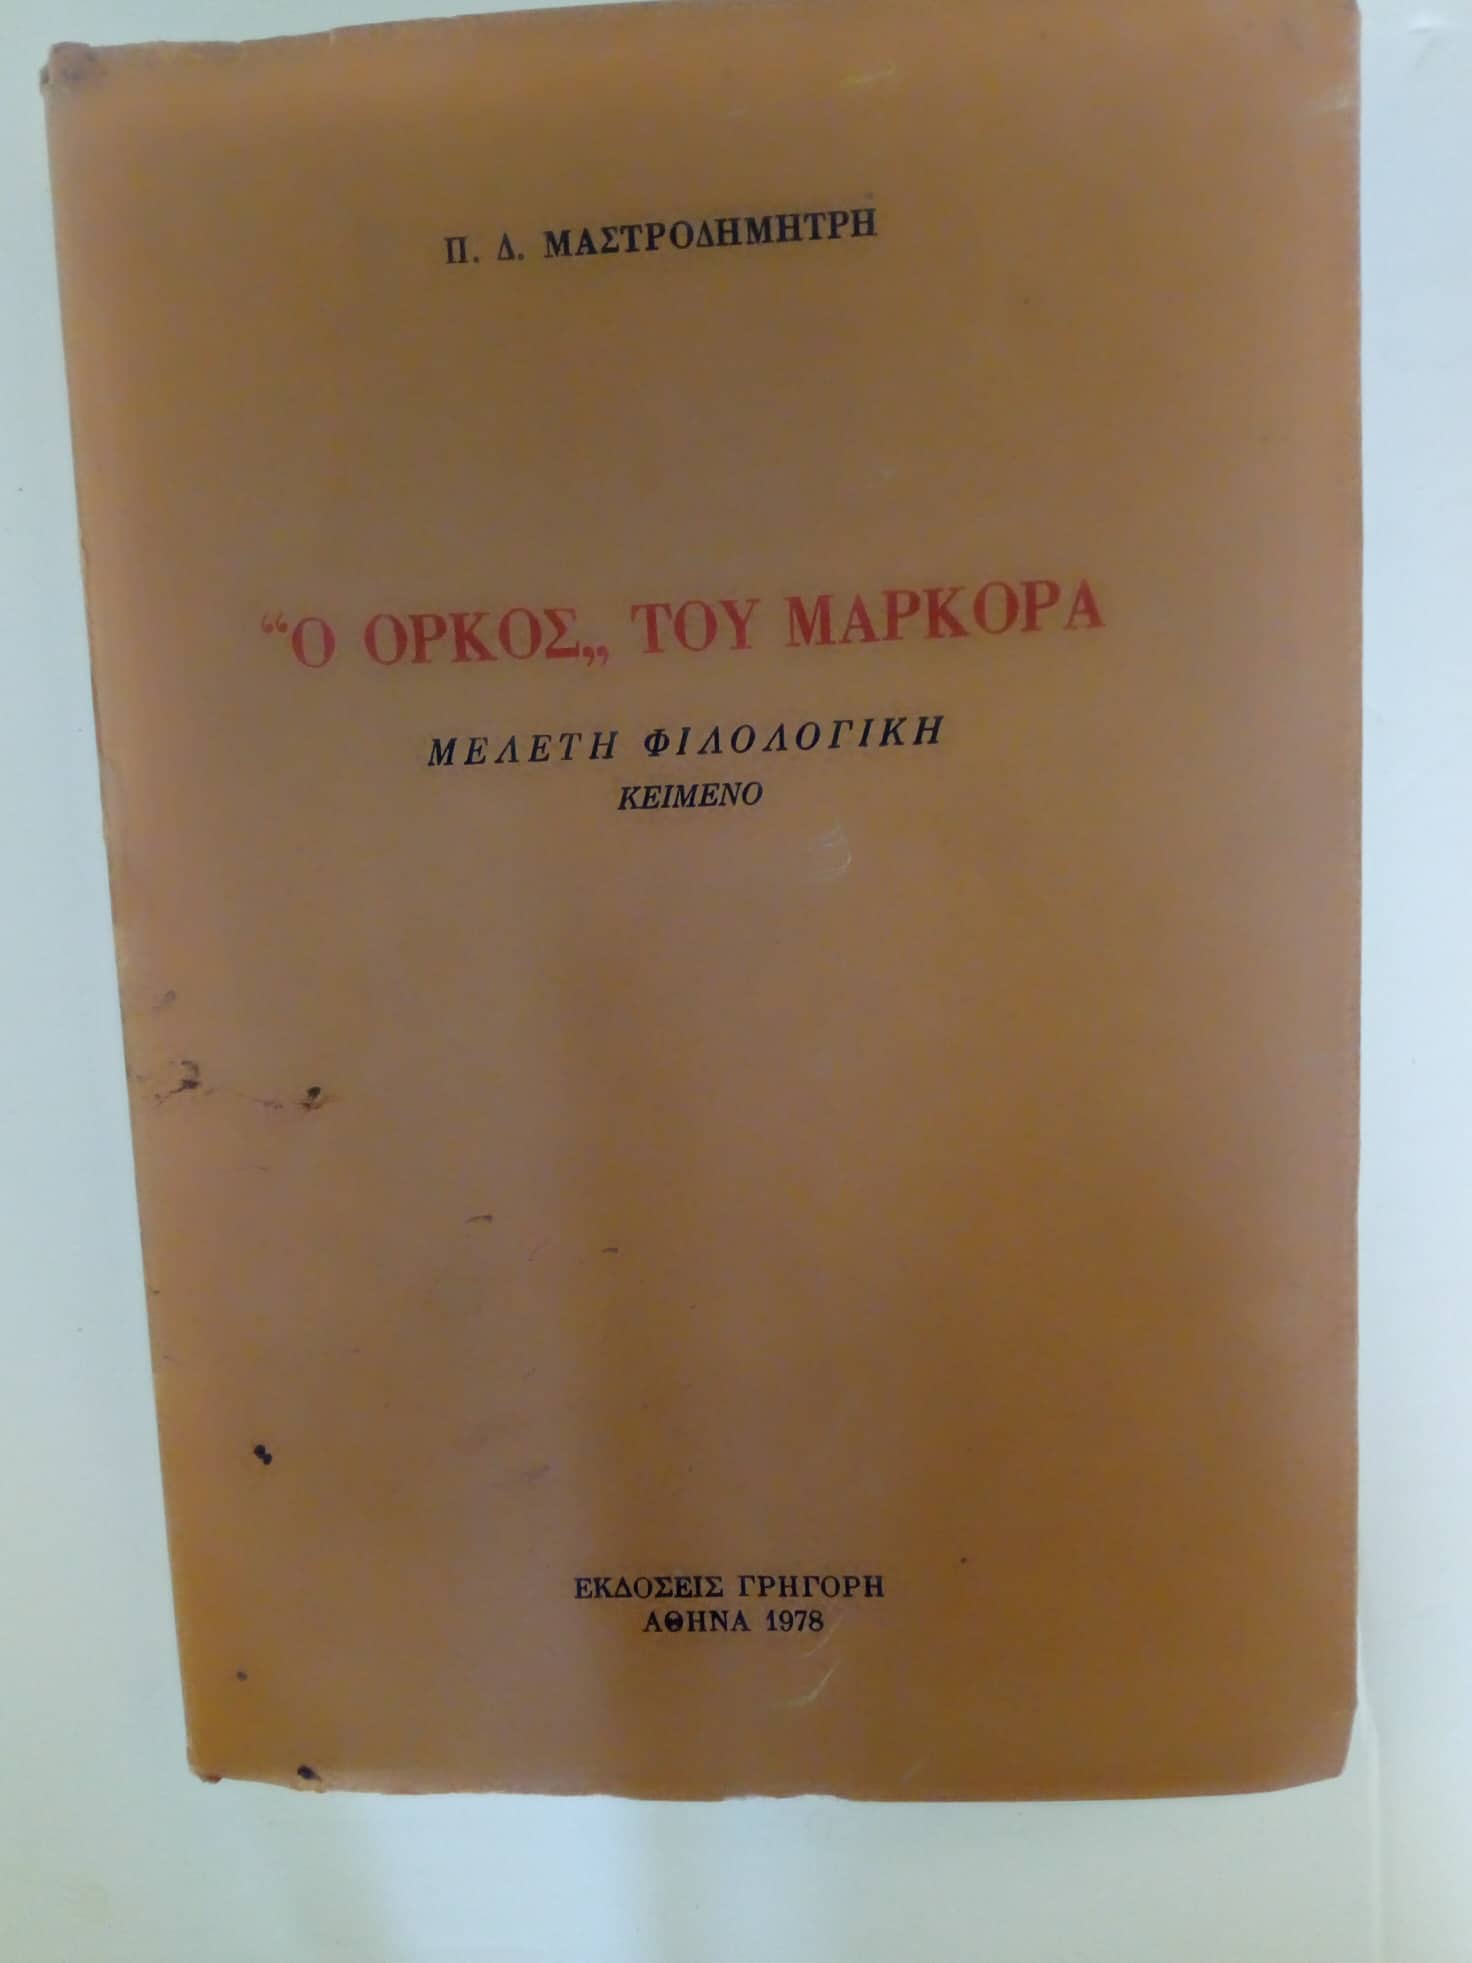 Π. Δ. ΜΑΣΤΡΟΔΗΜΗΤΡΗ
“Ο ΟΡΚΟΣ„ ΤΟΥ ΜΑΡΚΟΡΑ
ΜΕΛΕΤΗ ΦΙΛΟΛΟΓΙΚΗ
ΚΕΙΜΕΝΟ
ΕΚΔΟΣΕΙΣ ΓΡΗΓΟΡΗ
ΑΘΗΝΑ 1978